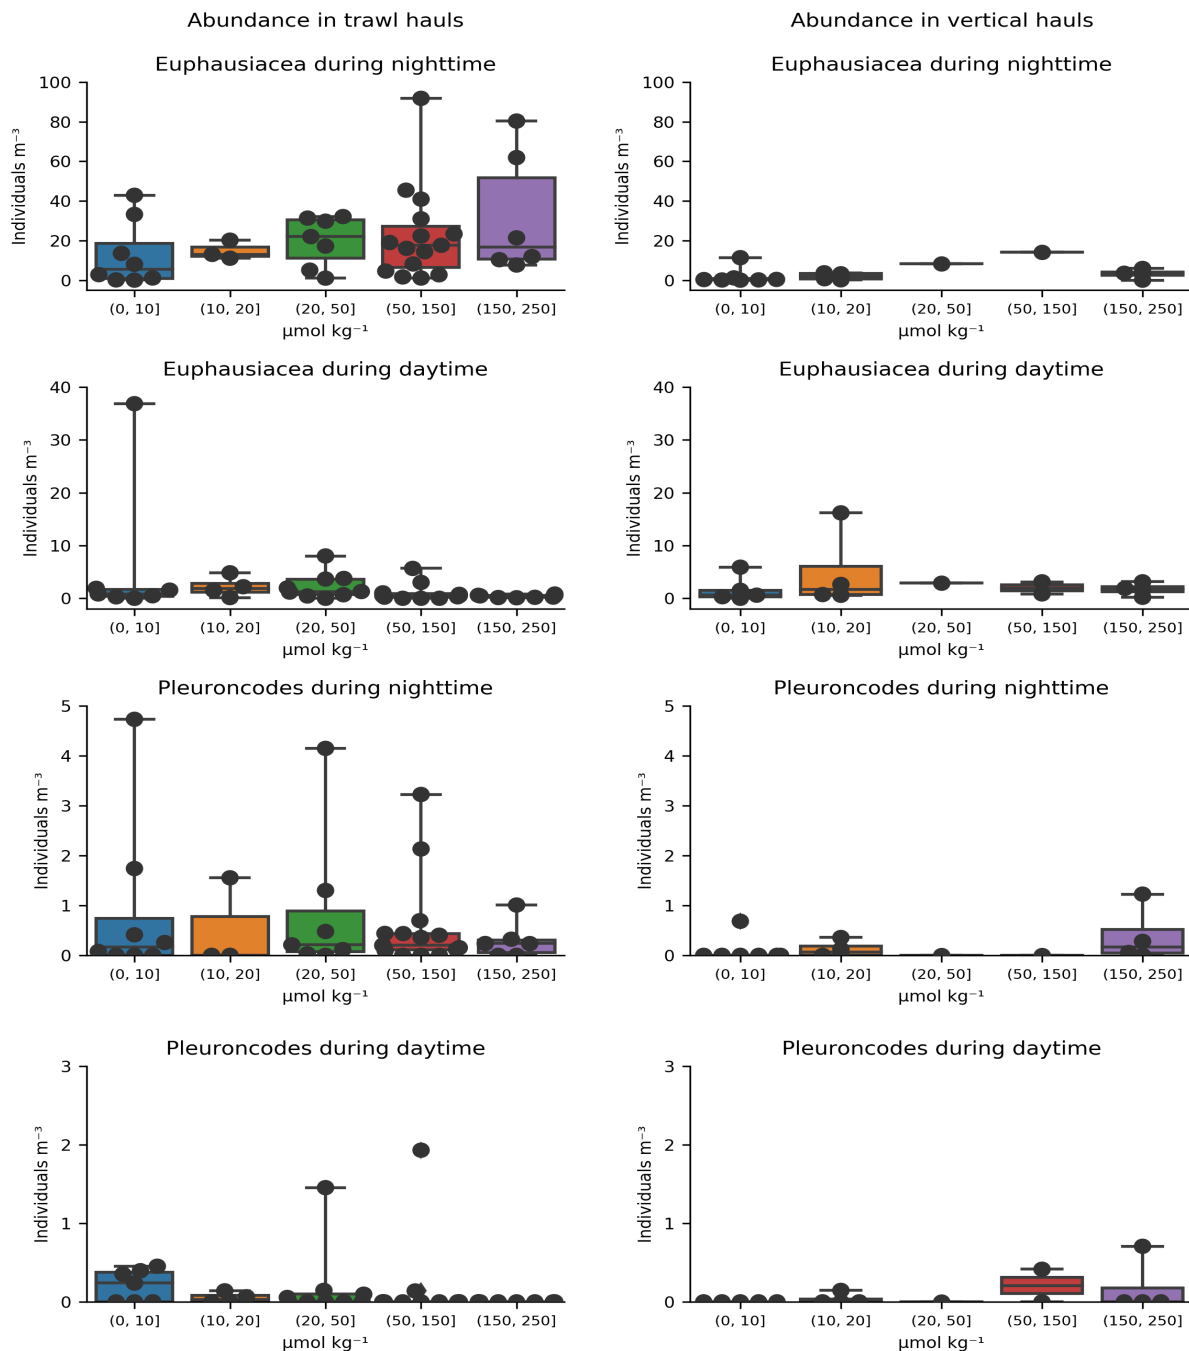 Abundance in trawl hauls
Abundance in vertical hauls
Euphausiacea during nighttime
Individuals m⁻³
100
80
60
40
20
0
(0, 10] (10, 20] (20, 50] (50, 150] (150, 250]
μmol kg⁻¹
Euphausiacea during nighttime
Individuals m⁻³
100
80
60
40
20
0
(0, 10] (10, 20] (20, 50] (50, 150] (150, 250]
μmol kg⁻¹
Euphausiacea during daytime
Individuals m⁻³
40
30
20
10
0
(0, 10] (10, 20] (20, 50] (50, 150] (150, 250]
μmol kg⁻¹
Euphausiacea during daytime
Individuals m⁻³
40
30
20
10
0
(0, 10] (10, 20] (20, 50] (50, 150] (150, 250]
μmol kg⁻¹
Pleuroncodes during nighttime
Individuals m⁻³
5
4
3
2
1
0
(0, 10] (10, 20] (20, 50] (50, 150] (150, 250]
μmol kg⁻¹
Pleuroncodes during nighttime
Individuals m⁻³
5
4
3
2
1
0
(0, 10] (10, 20] (20, 50] (50, 150] (150, 250]
μmol kg⁻¹
Pleuroncodes during daytime
Individuals m⁻³
3
2
1
0
(0, 10] (10, 20] (20, 50] (50, 150] (150, 250]
μmol kg⁻¹
Pleuroncodes during daytime
Individuals m⁻³
3
2
1
0
(0, 10] (10, 20] (20, 50] (50, 150] (150, 250]
μmol kg⁻¹